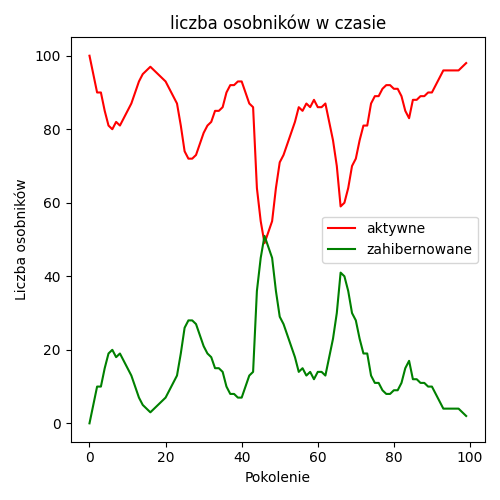 liczba osobników w czasie
100
80
60
40
20
0
Liczba osobników
aktywne
zahibernowane
0 20 40 60 80 100
Pokolenie